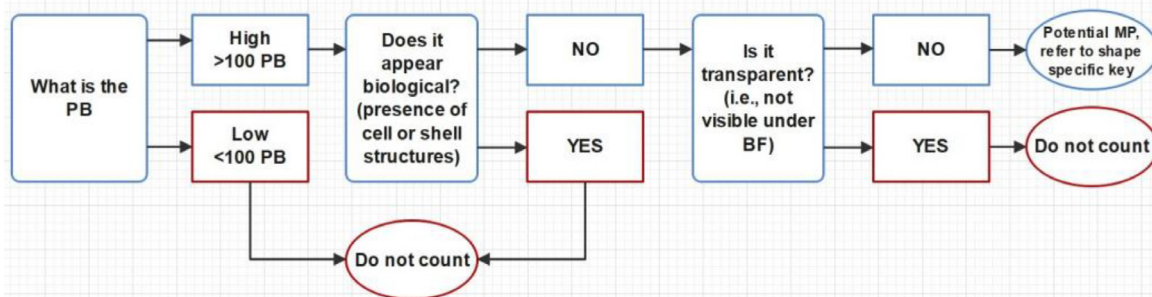 What is the
PB
High
>100 PB
Low
<100 PB
Does it
appear
biological?
(presence of
cell or shell
structures)
NO
YES
Do not count
Is it
transparent?
(i.e., not
visible under
BF)
NO
YES
Potential MP,
refer to shape
specific key
Do not count